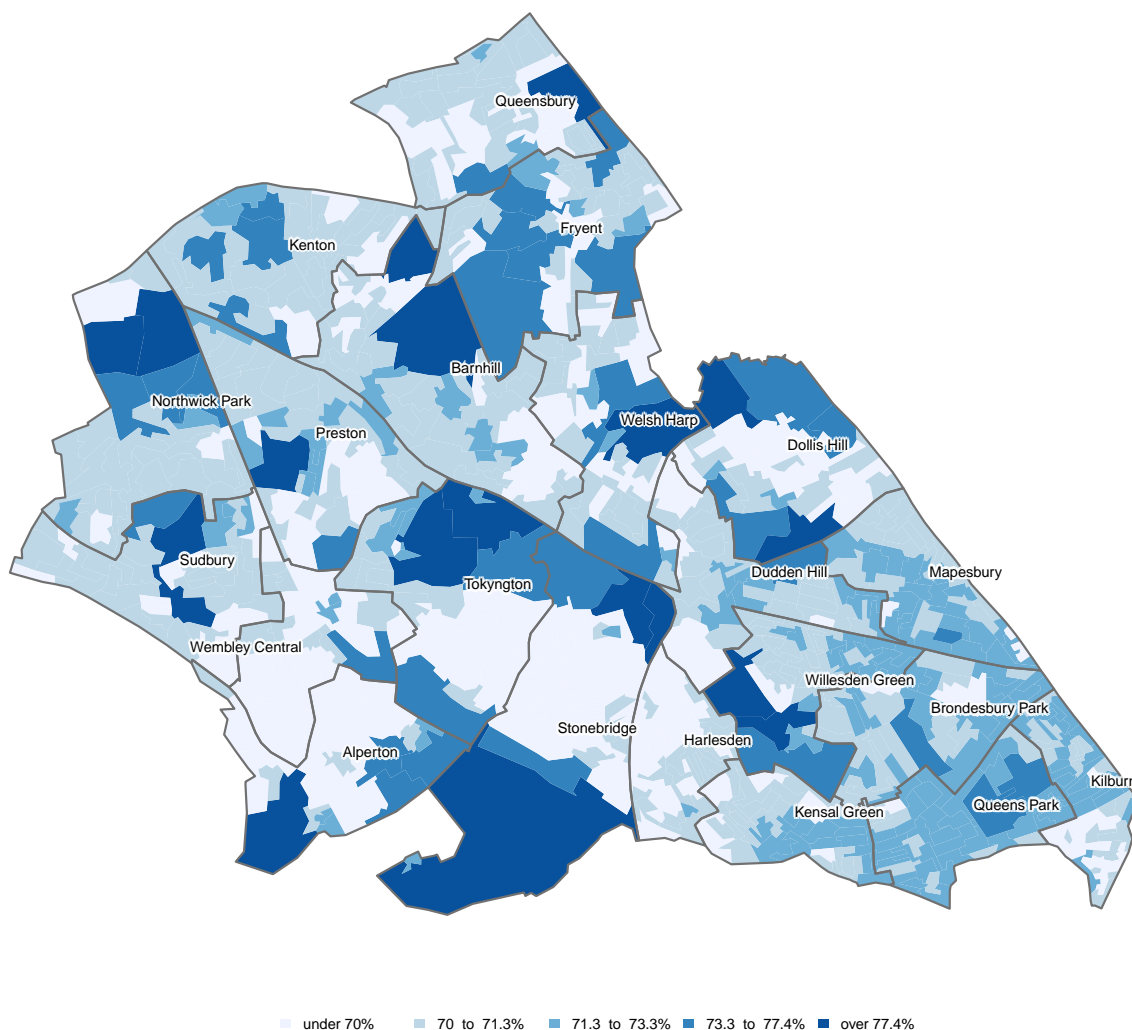 Queensbury
Fryent
Kenton
Barnhill
Northwick Park
Welsh Harp
Preston
Dollis Hill
Sudbury
Dudden Hill
Mapesbury
Tokyngton
Wembley Central
Willesden Green
Brondesbury Park
Stonebridge
Harlesden
Alperton
Kilburn
Queens Park
Kensal Green
under 70% 70 to 71.3% 71.3 to 73.3% 73.3 to 77.4% over 77.4%